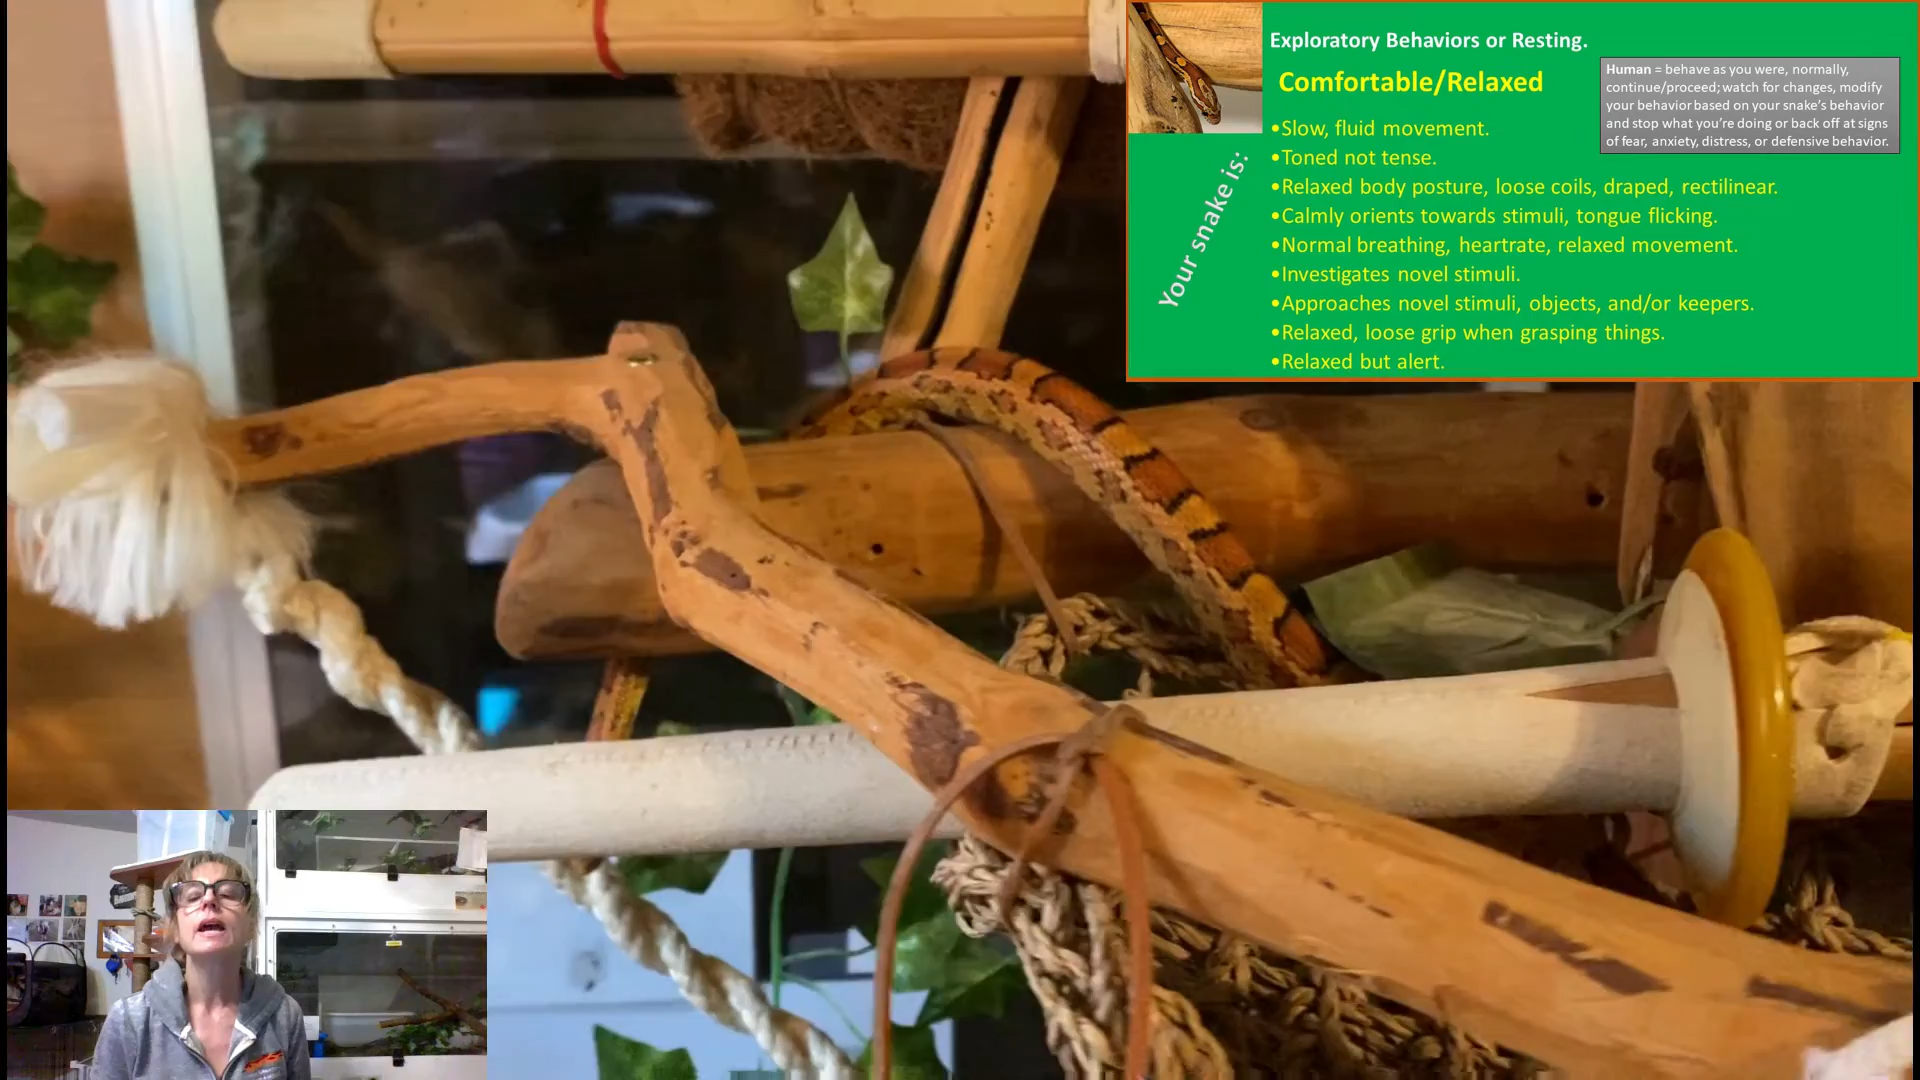 Exploratory Behaviors or Resting.
Comfortable/Relaxed
Human = behave as you were, normally,
continue/proceed; watch for changes, modify
your behavior based on your snake's behavior
and stop what you're doing or back off at signs
of fear, anxiety, distress, or defensive behavior.
Your snake is:
•Slow, fluid movement.
•Toned not tense.
•Relaxed body posture, loose coils, draped, rectilinear.
•Calmly orients towards stimuli, tongue flicking.
•Normal breathing, heartrate, relaxed movement.
•Investigates novel stimuli.
•Approaches novel stimuli, objects, and/or keepers.
•Relaxed, loose grip when grasping things.
•Relaxed but alert.